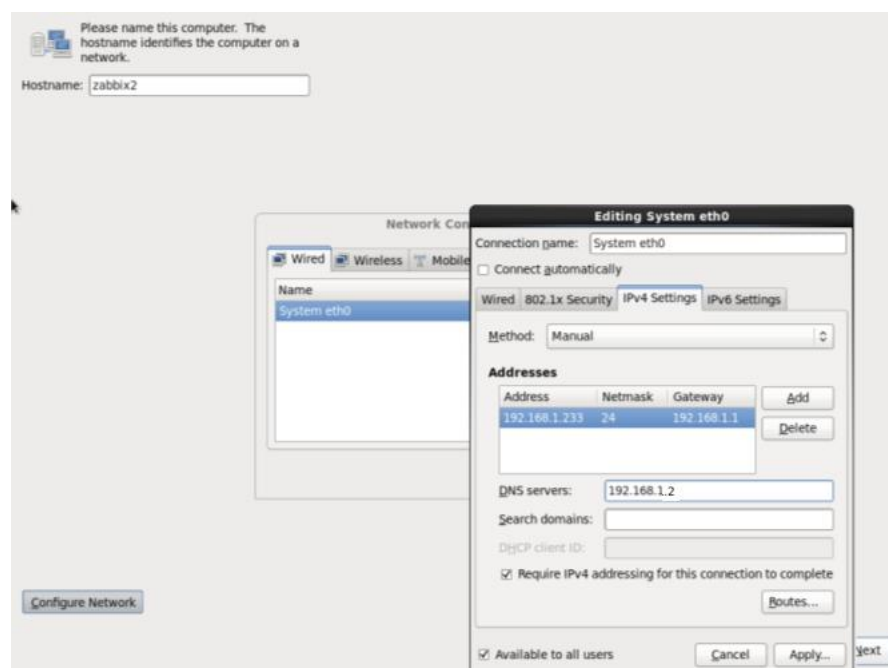 Please name this computer. The
hostname identifies the computer on a
network.
Hostname: zabbix2
Network Con
Wired Wireless Mobile
Name
System eth0
Configure Network
Editing System eth0
Connection name: System eth0
Connect automatically
Wired 802.1x Security IPv4 Settings IPv6 Settings
Method: Manual
Addresses
Address Netmask Gateway
192.168.1.233 24 192.168.1.1
Add
Delete
DNS servers: 192.168.1.2
Search domains:
DHCP client ID:
Require IPv4 addressing for this connection to complete
Routes...
Available to all users
Cancel Apply...
Next